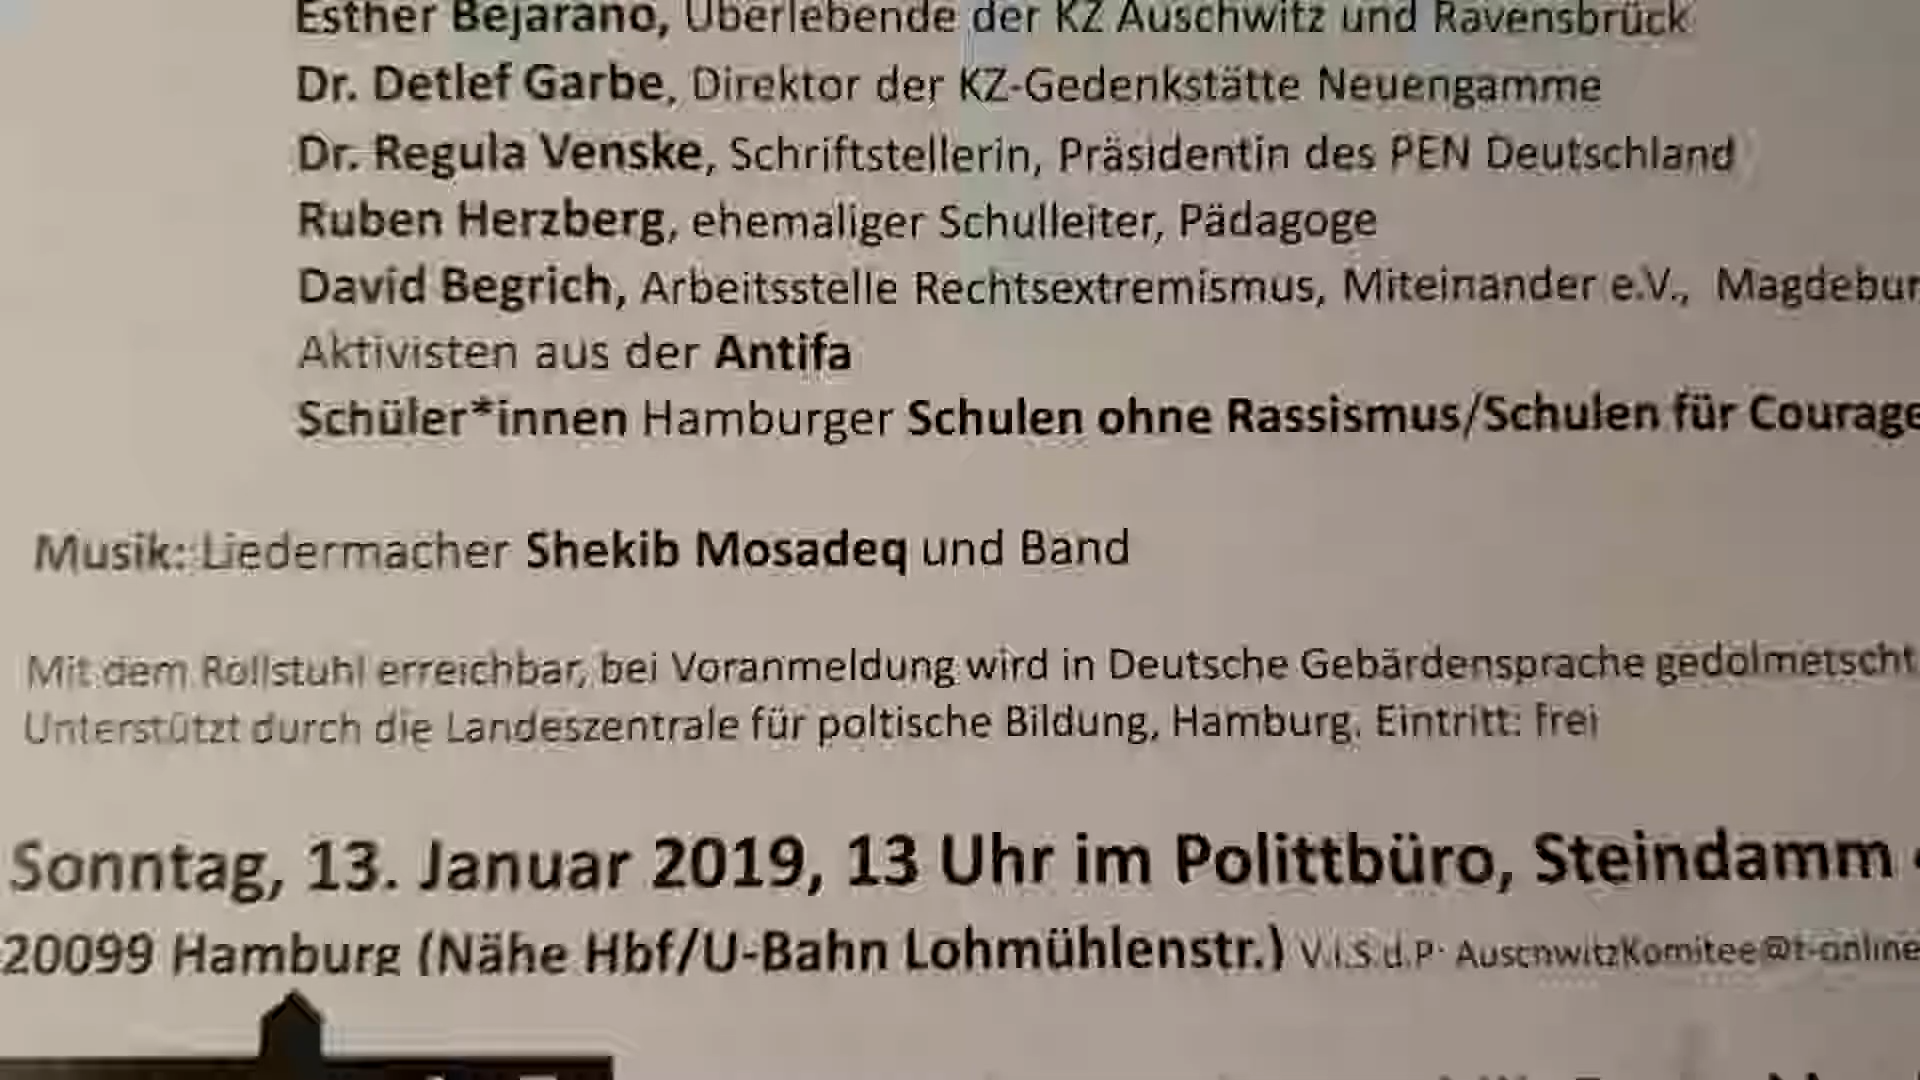 Esther Bejarano, Überlebende der KZ Auschwitz und Ravensbrück
Dr. Detlef Garbe, Direktor der KZ-Gedenkstätte Neuengamme
Dr. Regula Venske, Schriftstellerin, Präsidentin des PEN Deutschland
Ruben Herzberg, ehemaliger Schulleiter, Pädagoge
David Begrich, Arbeitsstelle Rechtsextremismus, Miteinander e.V., Magdebur
Aktivisten aus der Antifa
Schüler*innen Hamburger Schulen ohne Rassismus/Schulen für Courage
Musik: Liedermacher Shekib Mosadeq und Band
Mit dem Rollstuhl erreichbar, bei Voranmeldung wird in Deutsche Gebärdensprache gedolmetscht.
Unterstützt durch die Landeszentrale für poltische Bildung, Hamburg. Eintritt: frei
Sonntag, 13. Januar 2019, 13 Uhr im Polittbüro, Steindamm
20099 Hamburg (Nähe Hbf/U-Bahn Lohmühlenstr.) V.i.S.d.P: AuschwitzKomitee@t-online